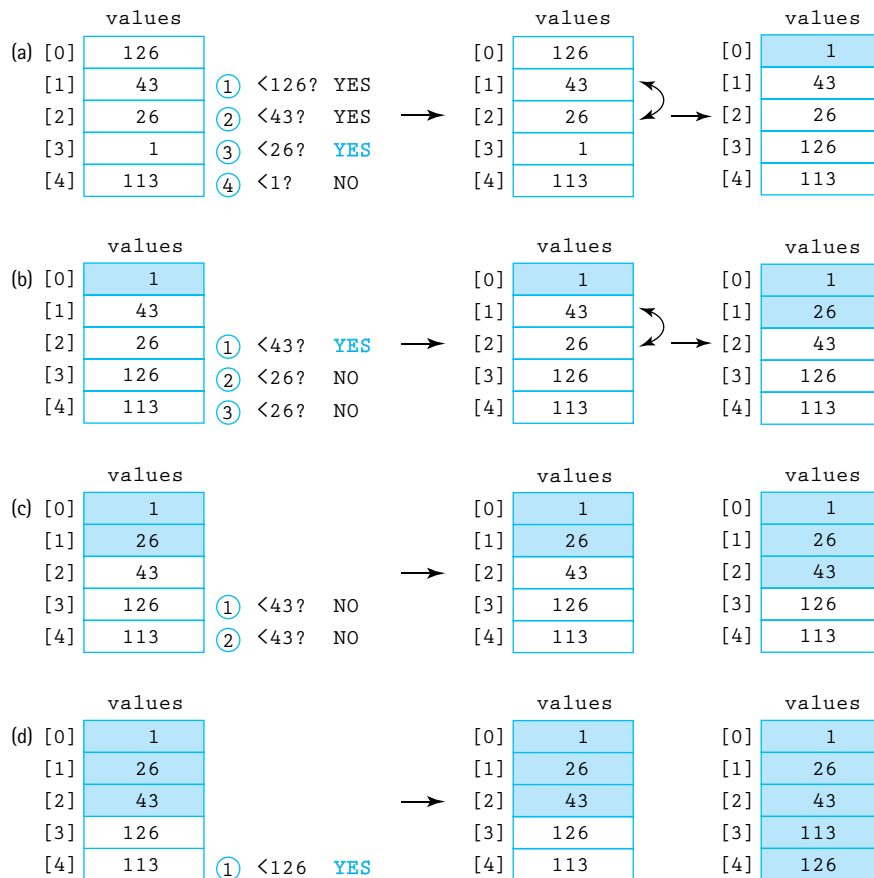 values values values
(a) [0] 126 [0] 126 [0] 1
[1] 43 1 <126? YES [1] 43 [1] 43
[2] 26 2 <43? YES [2] 26 [2] 26
[3] 1 3 <26? YES [3] 1 [3] 126
[4] 113 4 <1? NO [4] 113 [4] 113
values values values
(b) [0] 1 [0] 1 [0] 1
[1] 43 [1] 43 [1] 26
[2] 26 1 <43? YES [2] 26 [2] 43
[3] 126 2 <26? NO [3] 126 [3] 126
[4] 113 3 <26? NO [4] 113 [4] 113
values values values
(c) [0] 1 [0] 1 [0] 1
[1] 26 [1] 26 [1] 26
[2] 43 [2] 43 [2] 43
[3] 126 1 <43? NO [3] 126 [3] 126
[4] 113 2 <43? NO [4] 113 [4] 113
values values values
(d) [0] 1 [0] 1 [0] 1
[1] 26 [1] 26 [1] 26
[2] 43 [2] 43 [2] 43
[3] 126 [3] 126 [3] 113
[4] 113 1 <126 YES [4] 113 [4] 126